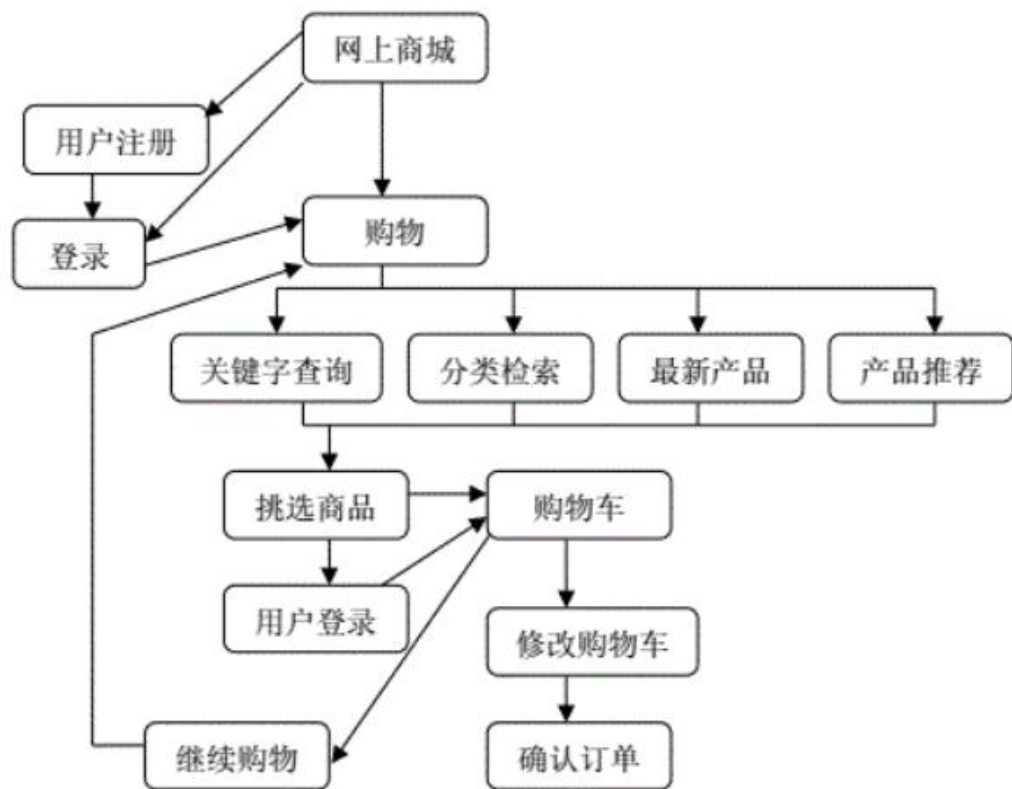 网上商城
用户注册
登录
购物
关键字查询
分类检索
最新产品
产品推荐
挑选商品
购物车
用户登录
修改购物车
继续购物
确认订单